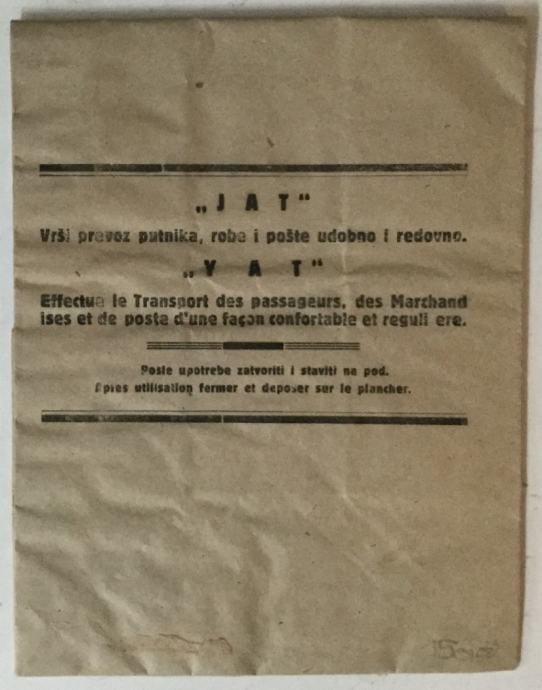 „JAT“
Vrši prevoz putnika, robe i pošte udobno i redovno.
„YAT“
Effectue le Transport des passageurs, des Marchand
ises et de poste d'une façon confortable et reguli ere.
Posle upotrebe zatvoriti i staviti na pod.
Apies utilisation fermer et deposer sur le plancher.